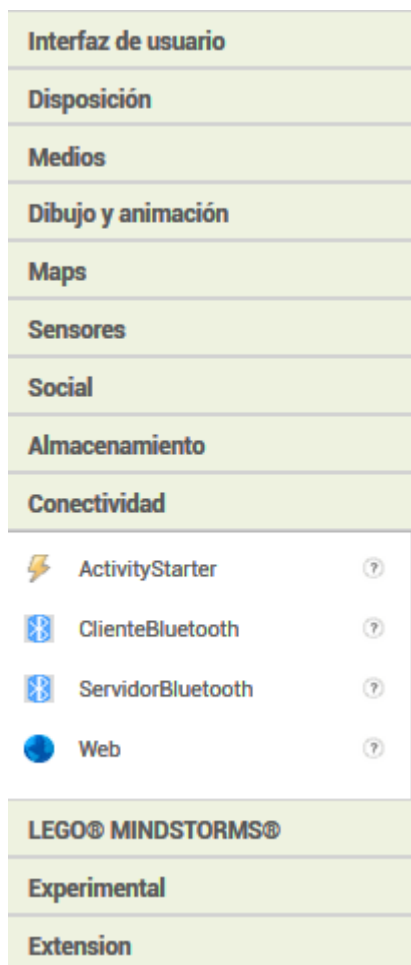 Interfaz de usuario
Disposición
Medios
Dibujo y animación
Maps
Sensores
Social
Almacenamiento
Conectividad
ActivityStarter ?
ClienteBluetooth ?
ServidorBluetooth ?
Web ?
LEGO® MINDSTORMS®
Experimental
Extension